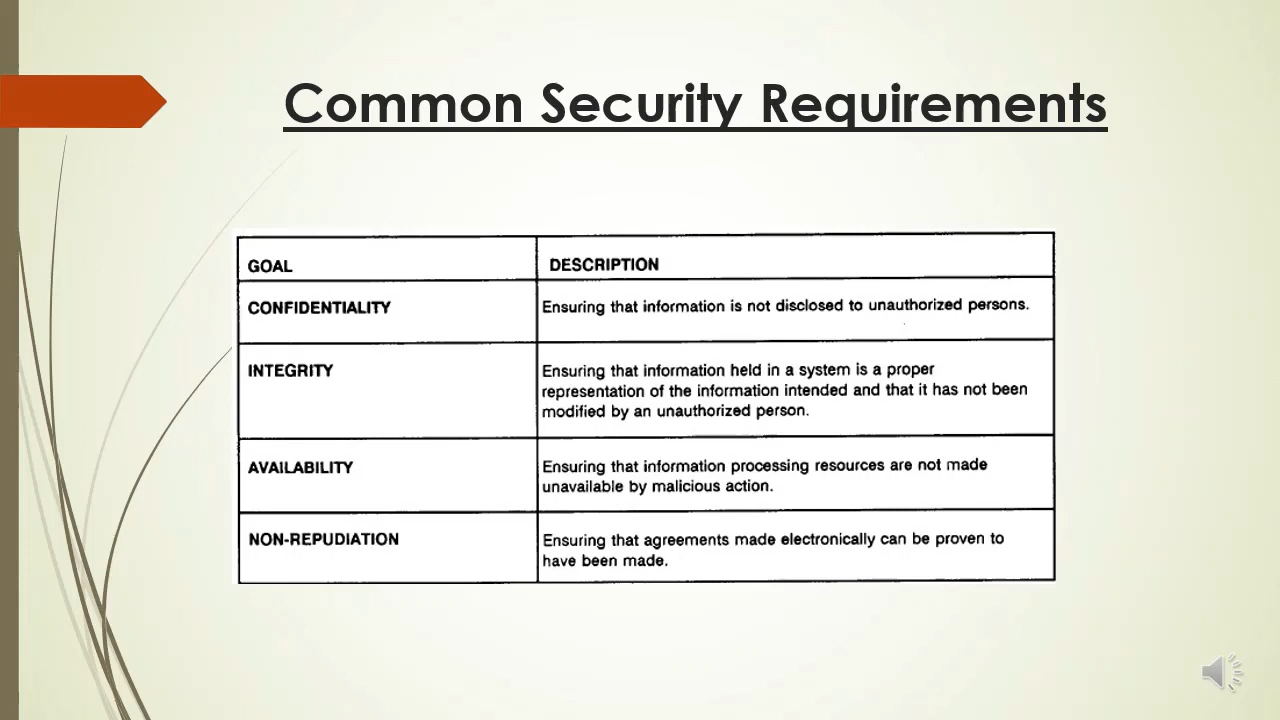 Common Security Requirements
GOAL
DESCRIPTION
CONFIDENTIALITY
Ensuring that information is not disclosed to unauthorized persons.
INTEGRITY
Ensuring that information held in a system is a proper
representation of the information intended and that it has not been
modified by an unauthorized person.
AVAILABILITY
Ensuring that information processing resources are not made
unavailable by malicious action.
NON-REPUDIATION
Ensuring that agreements made electronically can be proven to
have been made.